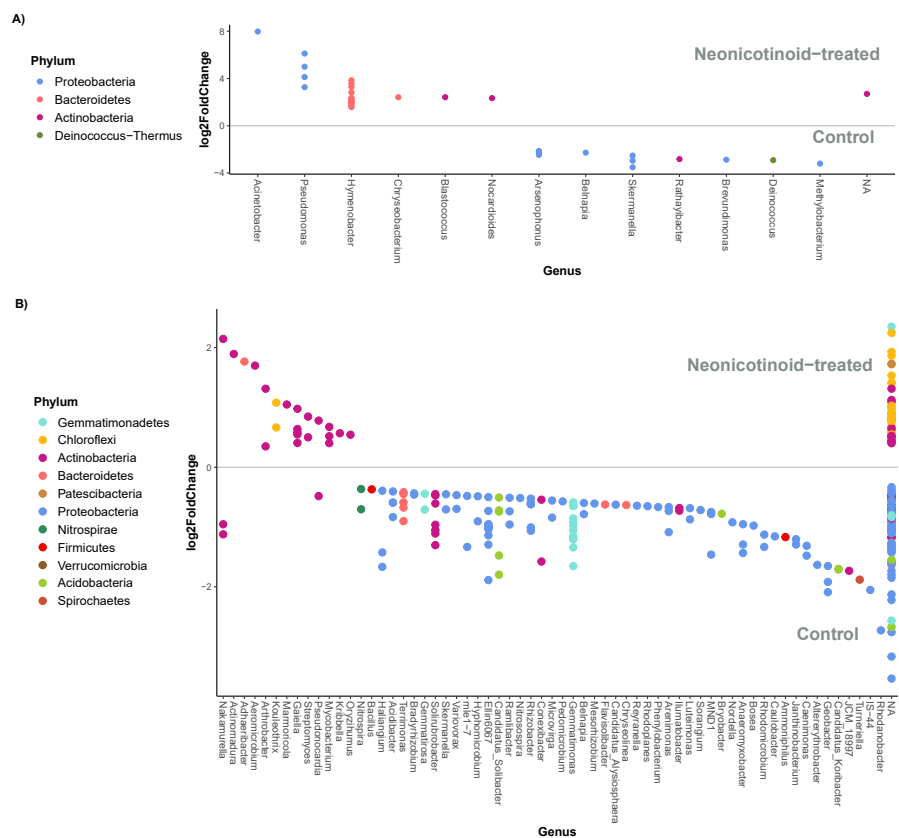 A)
Phylum
Proteobacteria
Bacteroidetes
Actinobacteria
Deinococcus−Thermus
log2FoldChange
8
4
0
−4
Neonicotinoid−treated
Control
Acinetobacter
Pseudomonas
Hymenobacter
Chryseobacterium
Blastococcus
Nocardioides
Arsenophonus
Belnapia
Skermanella
Rathayibacter
Brevundimonas
Deinococcus
Methylobacterium
NA
Genus
B)
Phylum
Gemmatimonadetes
Chloroflexi
Actinobacteria
Bacteroidetes
Patescibacteria
Proteobacteria
Nitrospirae
Firmicutes
Verrucomicrobia
Acidobacteria
Spirochaetes
log2FoldChange
2
0
−2
Neonicotinoid−treated
Control
Nakamurella
Actinomadura
Adhaeribacter
Aeromicrobium
Arthrobacter
Kouleothrix
Marmoricola
Gaiella
Streptomyces
Pseudonocardia
Mycobacterium
Kribbella
Oryzihumus
Nitrospira
Bacillus
Haliangium
Acidibacter
Terrimonas
Bradyrhizobium
Gemmatirosa
Solirubrobacter
Skermanella
Variovorax
mle1−7
Hyphomicrobium
Ellin6067
Candidatus_Solibacter
Ramlibacter
Nitrosospira
Rhizobacter
Conexibacter
Microvirga
Pedomicrobium
Gemmatimonas
Belnapia
Mesorhizobium
Flavisolibacter
Candidatus_Alysiosphaera
Chryseolinea
Reyranella
Rhodoplanes
Phenylobacterium
Arenimonas
Ilumatobacter
Luteimonas
Sorangium
MND1
Bryobacter
Nordella
Anaeromyxobacter
Bosea
Rhodomicrobium
Caulobacter
Ammoniphilus
Janthinobacterium
Caenimonas
Altererythrobacter
Geobacter
Candidatus_Koribacter
JCM 18997
Turneriella
IS−44
Rhodanobacter
NA
Genus